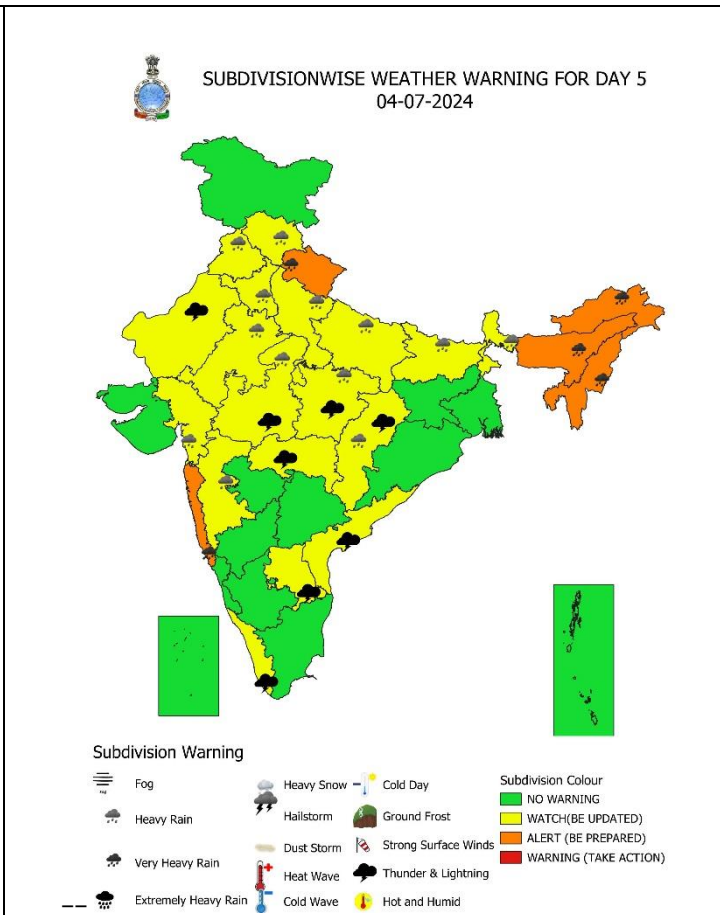 SUBDIVISIONWISE WEATHER WARNING FOR DAY 5
04-07-2024
Subdivision Warning
Fog
Heavy Rain
Very Heavy Rain
Extremely Heavy Rain
Heavy Snow
Hailstorm
Dust Storm
Heat Wave
Cold Wave
Cold Day
Ground Frost
Strong Surface Winds
Thunder & Lightning
Hot and Humid
Subdivision Colour
NO WARNING
WATCH(BE UPDATED)
ALERT (BE PREPARED)
WARNING (TAKE ACTION)